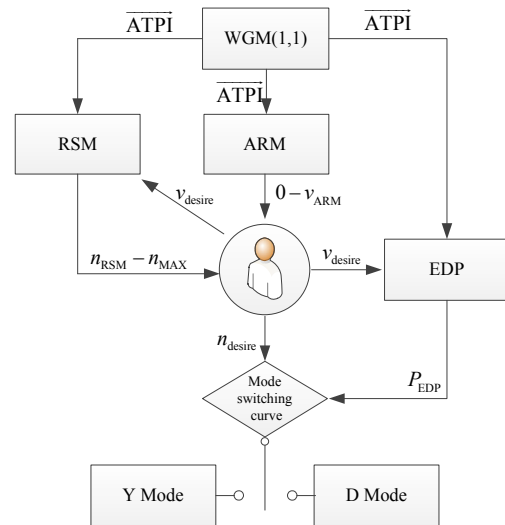 ATPI
WGM(1,1)
ATPI
ATPI
RSM
ARM
v_desire
0 – v_ARM
n_RSM – n_MAX
v_desire
EDP
n_desire
Mode
switching
curve
P_EDP
Y Mode
D Mode